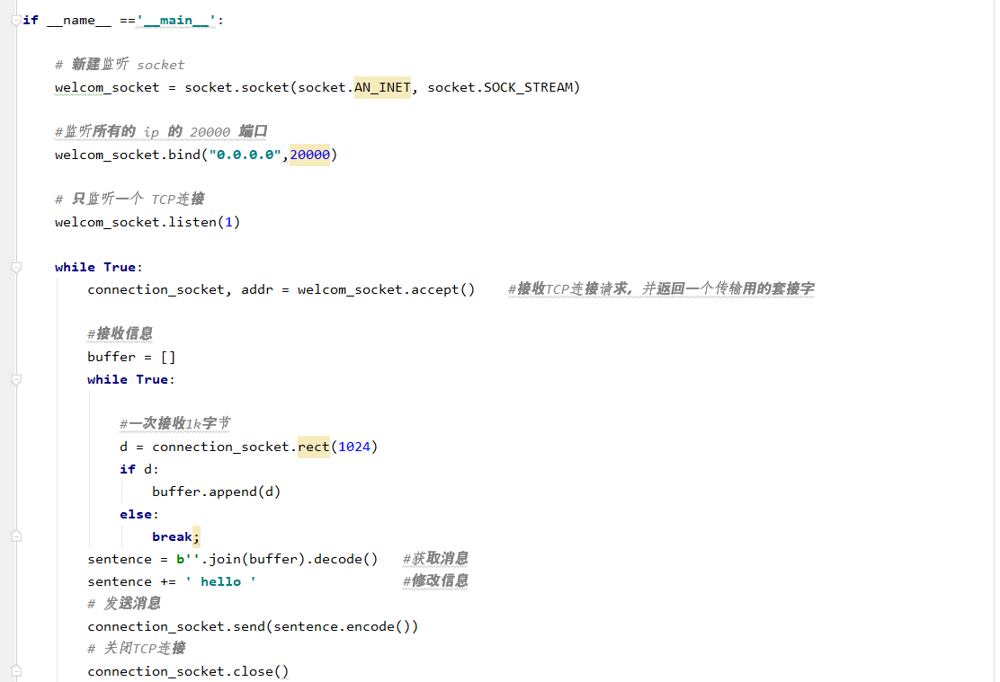 if __name__ =='__main__':
# 新建监听 socket
welcom_socket = socket.socket(socket.AN_INET, socket.SOCK_STREAM)
#监听所有的 ip 的 20000 端口
welcom_socket.bind("0.0.0.0",20000)
# 只监听一个 TCP连接
welcom_socket.listen(1)
while True:
connection_socket, addr = welcom_socket.accept() #接收TCP连接请求，并返回一个传输用的套接字
#接收信息
buffer = []
while True:
#一次接收1k字节
d = connection_socket.rect(1024)
if d:
buffer.append(d)
else:
break;
sentence = b''.join(buffer).decode() #获取消息
sentence += ' hello ' #修改信息
# 发送消息
connection_socket.send(sentence.encode())
# 关闭TCP连接
connection_socket.close()